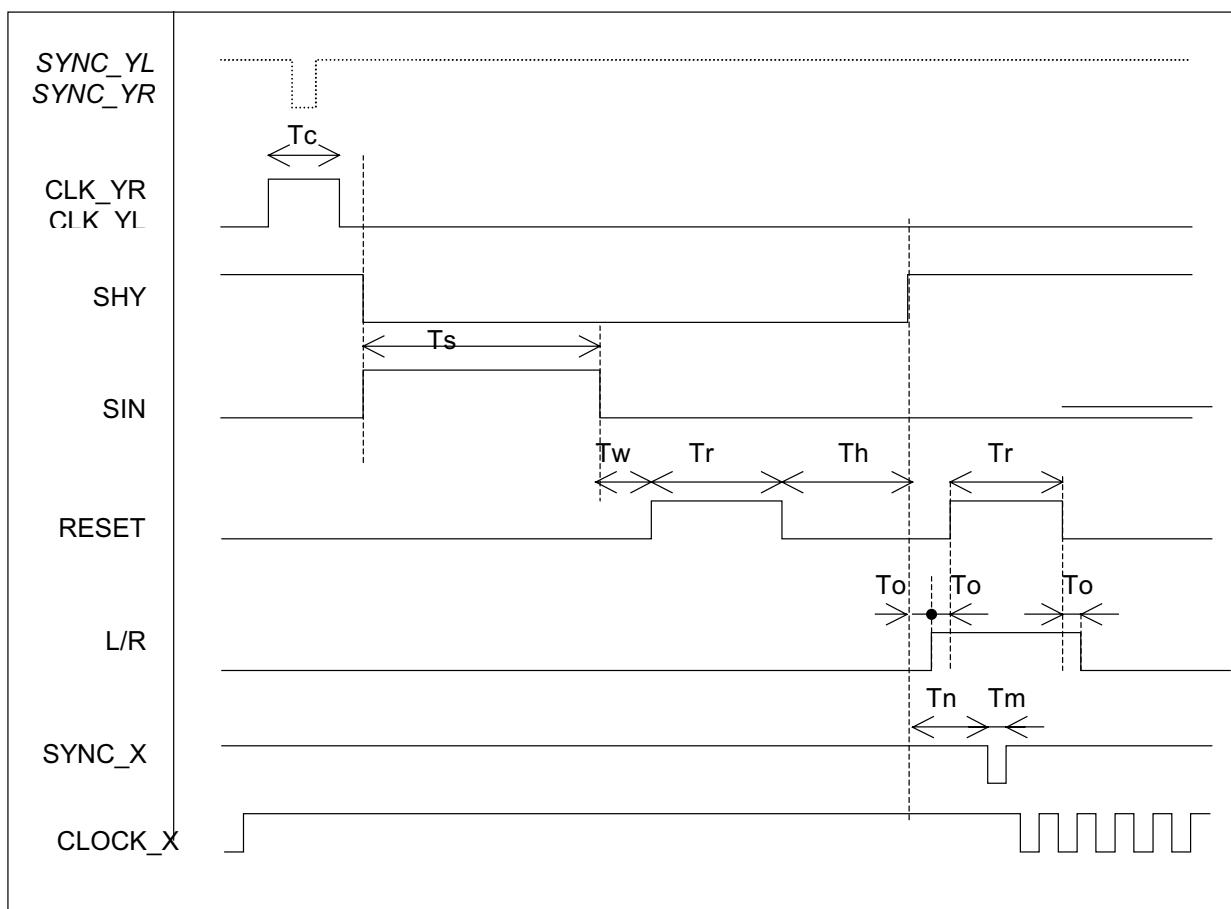 SYNC_YL
SYNC_YR
Tc
CLK_YR
CLK_YL
SHY
Ts
SIN
Tw Tr Th Tr
RESET
To To To
L/R
Tn Tm
SYNC_X
CLOCK_X